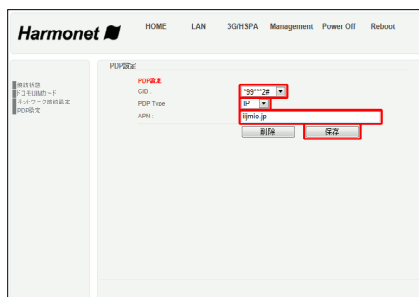 Harmonet
HOME LAN 3G/HSPA Management Power Off Reboot
PDP設定
接続状態
ドコモUIMカード
ネットワーク接続設定
PDP設定
PDP設定
CID :
*99***2#
PDP Type
IP
APN :
iijmio.jp
削除 保存